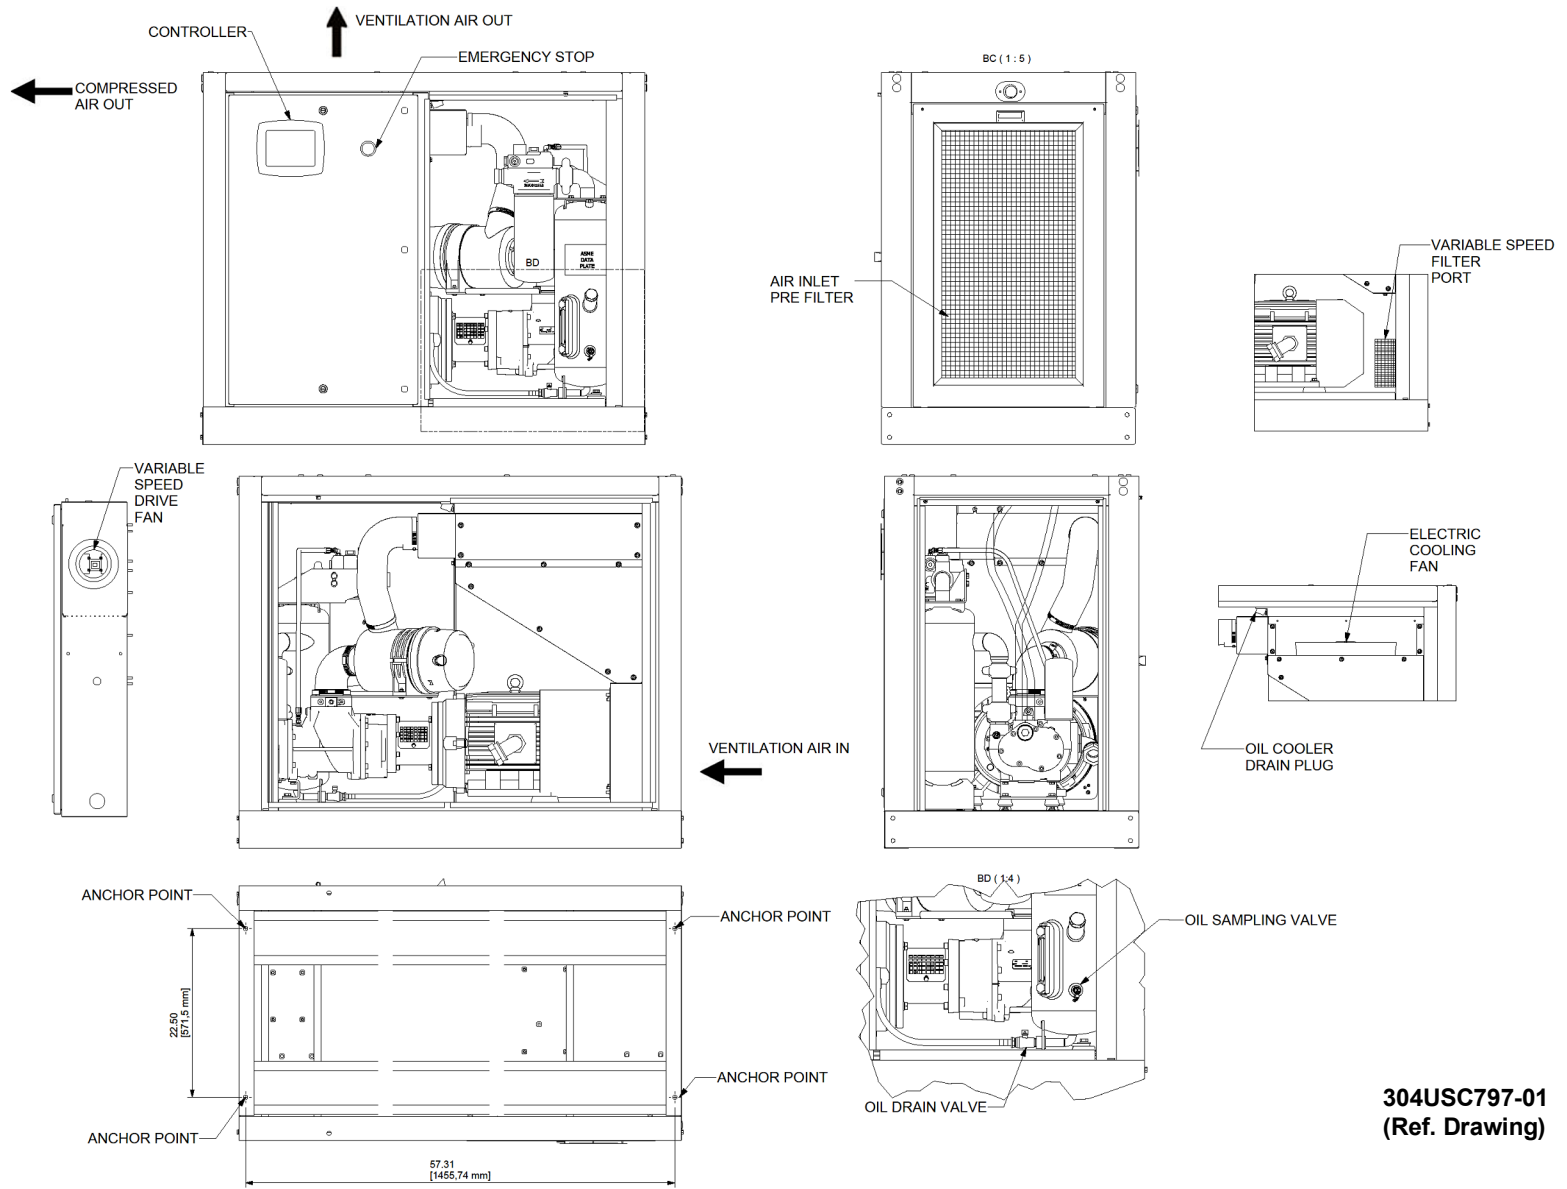 VENTILATION AIR OUT
CONTROLLER
EMERGENCY STOP
COMPRESSED
AIR OUT
BC ( 1 : 5 )
ASME
DATA
PLATE
BD
AIR INLET
PRE FILTER
VARIABLE SPEED
FILTER
PORT
VARIABLE
SPEED
DRIVE
FAN
ELECTRIC
COOLING
FAN
VENTILATION AIR IN
OIL COOLER
DRAIN PLUG
ANCHOR POINT
ANCHOR POINT
BD ( 1:4 )
OIL SAMPLING VALVE
22.50
[571,5 mm]
ANCHOR POINT
OIL DRAIN VALVE
ANCHOR POINT
57.31
[1455,74 mm]
304USC797-01
(Ref. Drawing)